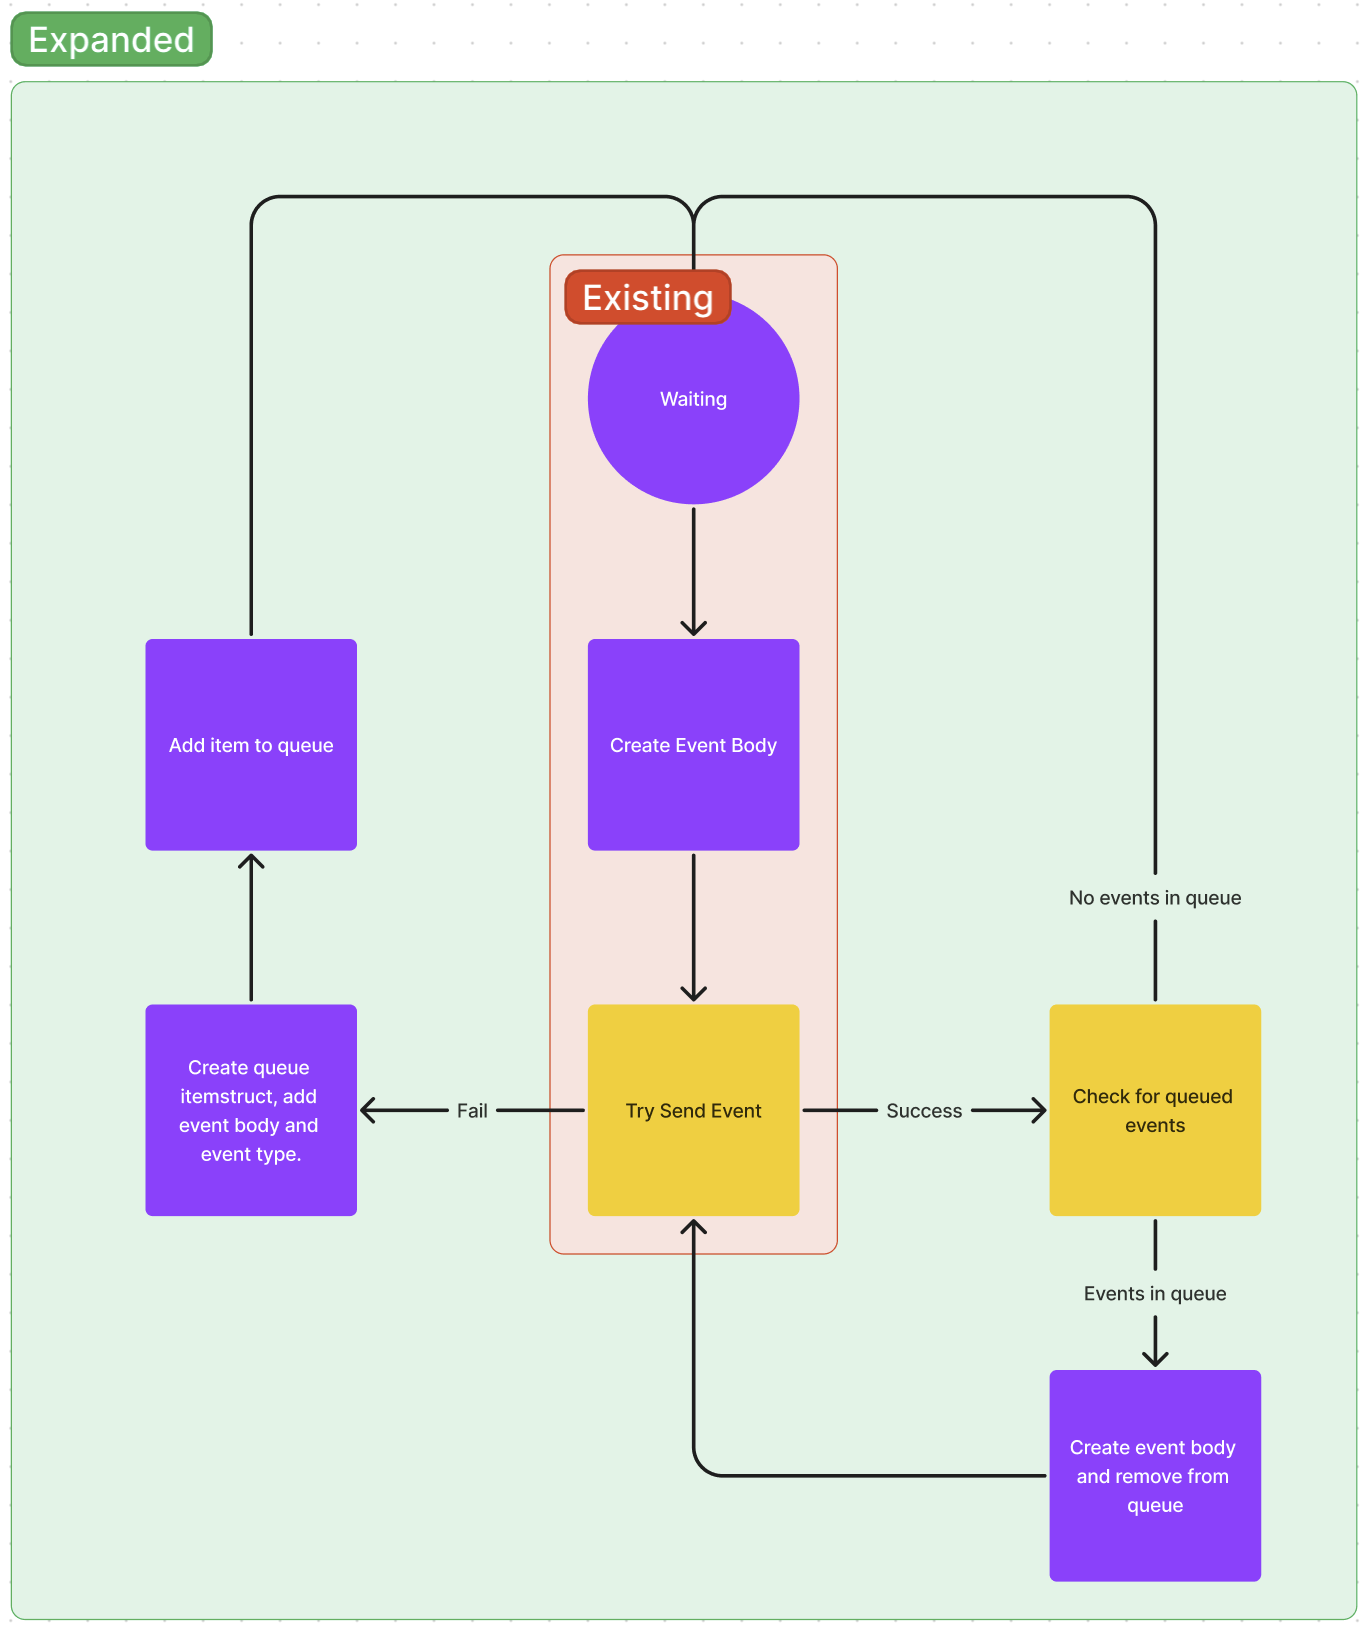 Expanded
Existing
Waiting
Add item to queue
Create Event Body
No events in queue
Create queue
itemstruct, add
event body and
event type.
Fail
Try Send Event
Success
Check for queued
events
Events in queue
Create event body
and remove from
queue